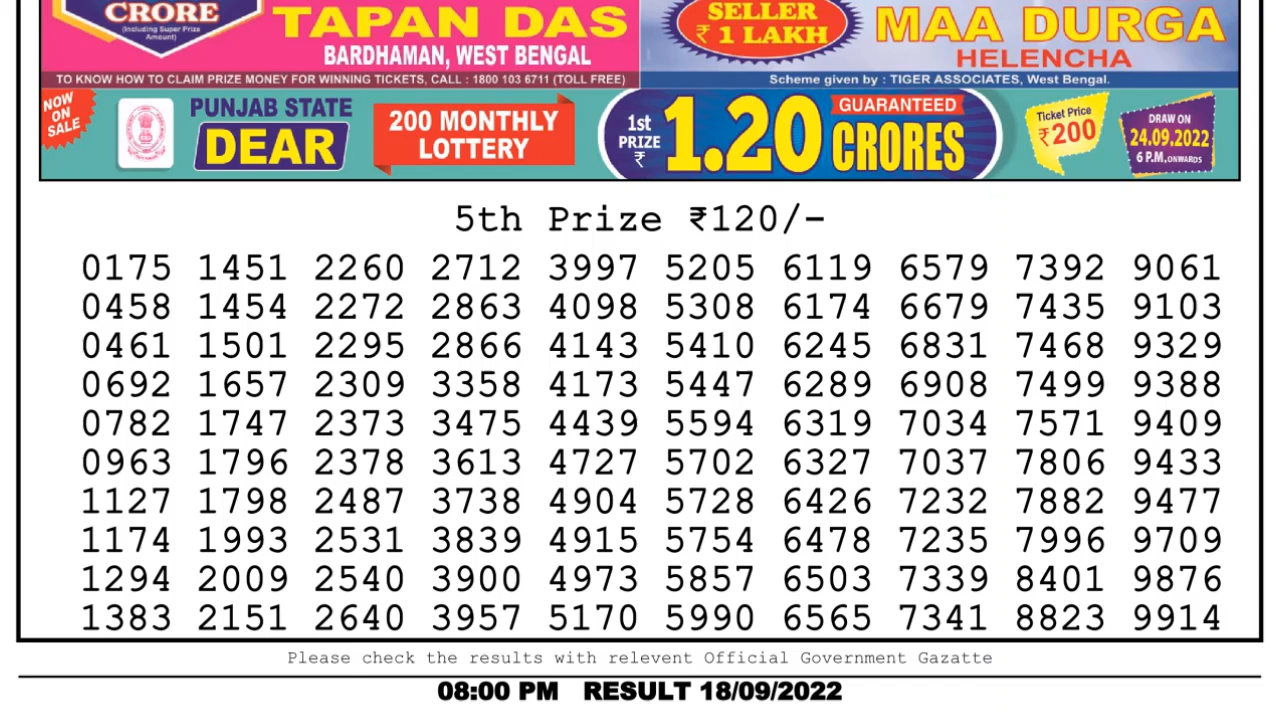 CRORE
(Including Super Prize
Amount)
TAPAN DAS
BARDHAMAN, WEST BENGAL
SELLER
₹ 1 LAKH
MAA DURGA
HELENCHA
TO KNOW HOW TO CLAIM PRIZE MONEY FOR WINNING TICKETS, CALL : 1800 103 6711 (TOLL FREE)
Scheme given by : TIGER ASSOCIATES, West Bengal.
NOW
ON
SALE
PUNJAB STATE
DEAR
200 MONTHLY
LOTTERY
1st
PRIZE
₹
1.20
GUARANTEED
CRORES
Ticket Price
₹200
DRAW ON
24.09.2022
6 P.M. ONWARDS
5th Prize ₹120/-
0175 1451 2260 2712 3997 5205 6119 6579 7392 9061
0458 1454 2272 2863 4098 5308 6174 6679 7435 9103
0461 1501 2295 2866 4143 5410 6245 6831 7468 9329
0692 1657 2309 3358 4173 5447 6289 6908 7499 9388
0782 1747 2373 3475 4439 5594 6319 7034 7571 9409
0963 1796 2378 3613 4727 5702 6327 7037 7806 9433
1127 1798 2487 3738 4904 5728 6426 7232 7882 9477
1174 1993 2531 3839 4915 5754 6478 7235 7996 9709
1294 2009 2540 3900 4973 5857 6503 7339 8401 9876
1383 2151 2640 3957 5170 5990 6565 7341 8823 9914
Please check the results with relevent Official Government Gazatte
08:00 PM RESULT 18/09/2022